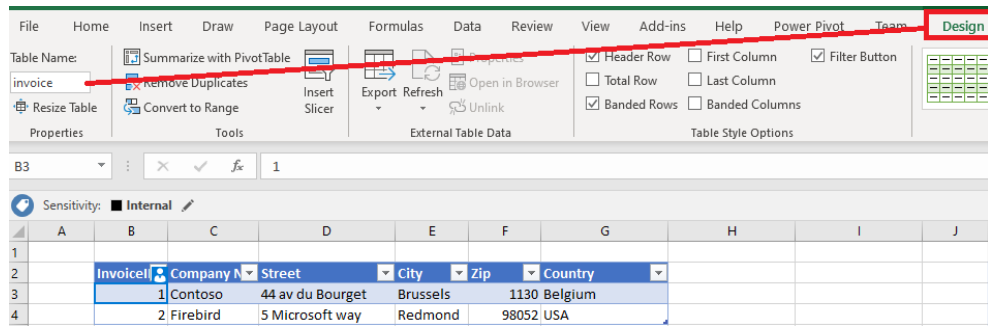 File Home Insert Draw Page Layout Formulas Data Review View Add-ins Help Power Pivot Team Design
Table Name: Summarize with PivotTable Properties Header Row First Column Filter Button
invoice Remove Duplicates Insert Slicer Export Refresh Open in Browser Total Row Last Column
Resize Table Convert to Range Unlink Banded Rows Banded Columns
Properties Tools External Table Data Table Style Options
B3 fx 1
Sensitivity: Internal
A B C D E F G H I J
1
2 InvoiceI Company N Street City Zip Country
3 1 Contoso 44 av du Bourget Brussels 1130 Belgium
4 2 Firebird 5 Microsoft way Redmond 98052 USA